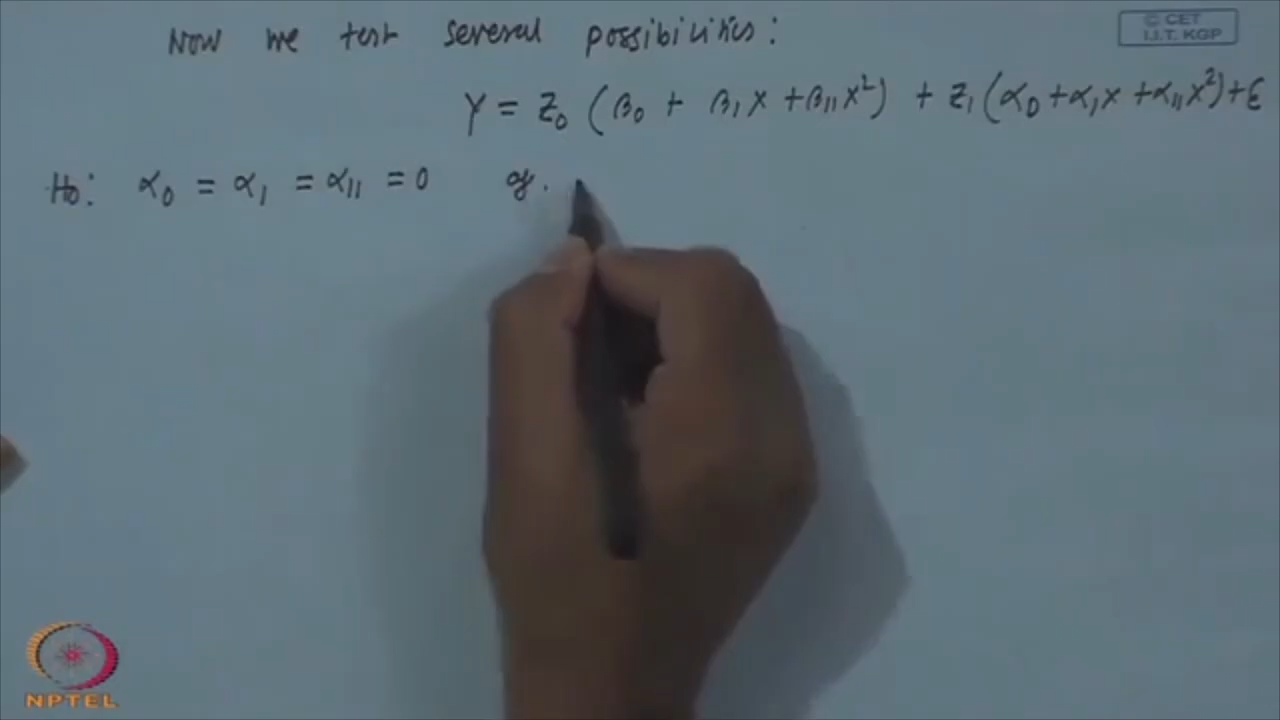 Now we test several possibilities:
© CET
I.I.T. KGP
Y = Z₀ (β₀ + β₁X + β₁₁X²) + Z₁(α₀ + α₁X + α₁₁X²) + ε
H₀: α₀ = α₁ = α₁₁ = 0
NPTEL